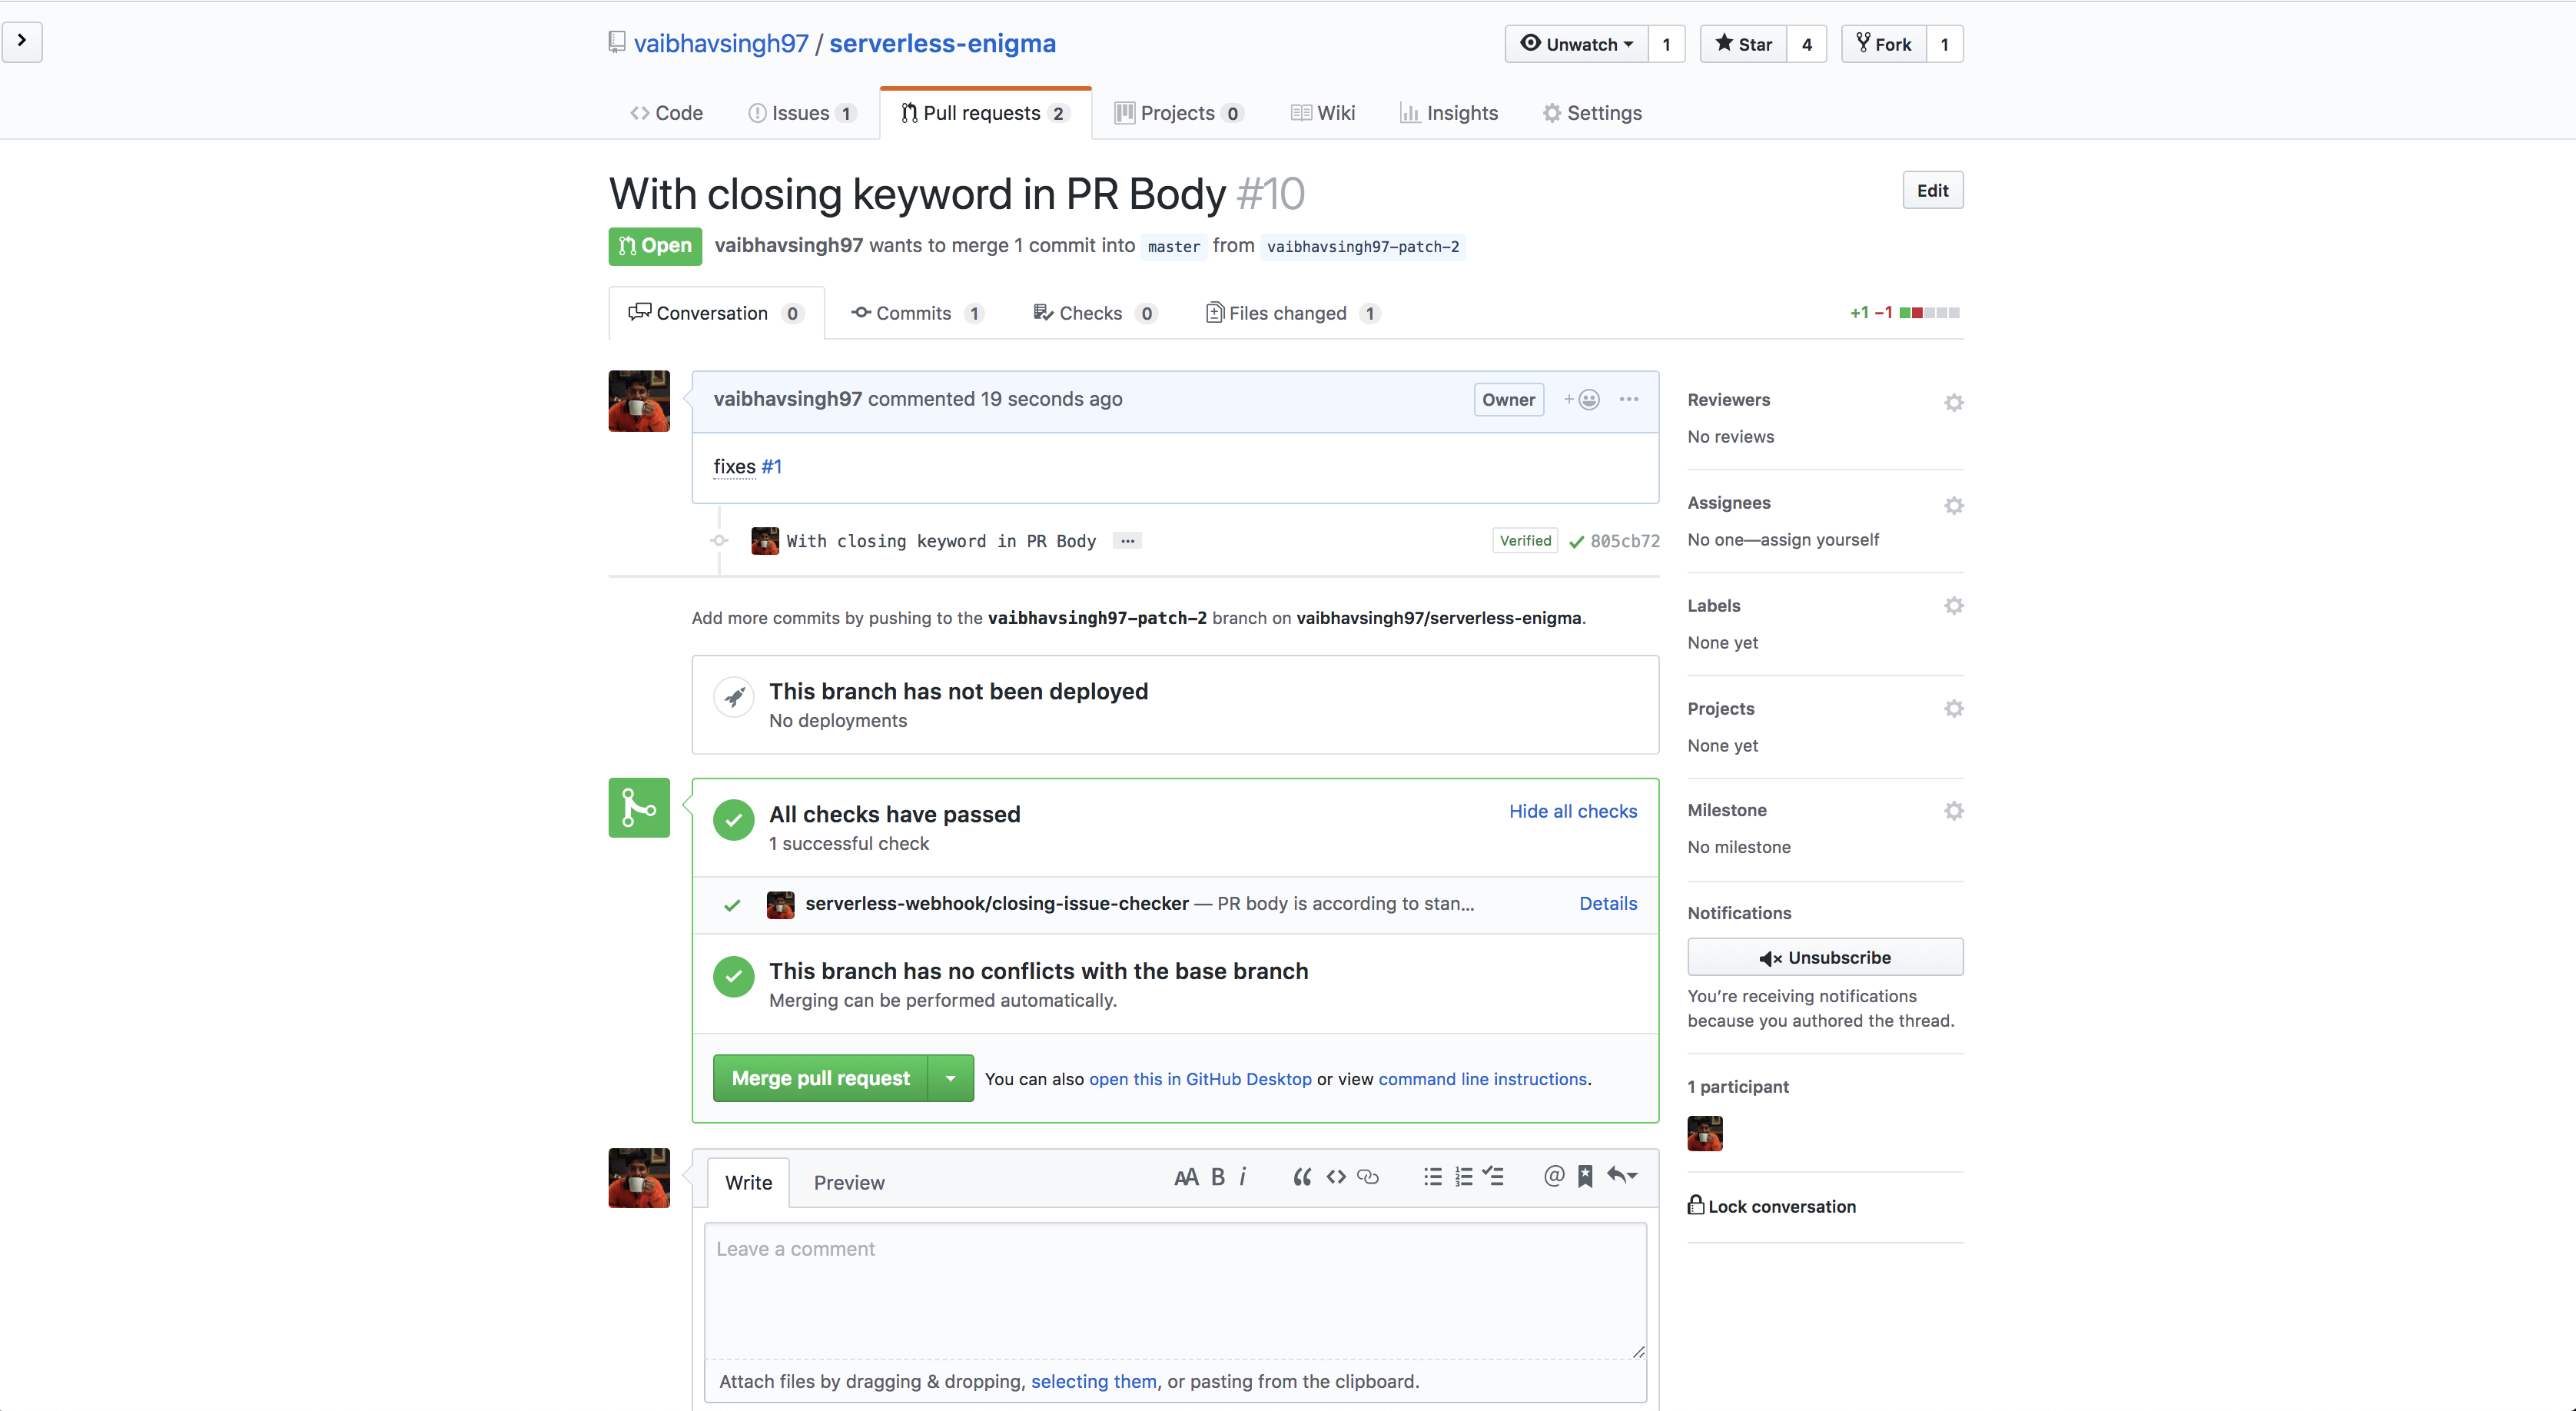 vaibhavsingh97 / serverless-enigma
Unwatch 1 Star 4 Fork 1
Code Issues 1 Pull requests 2 Projects 0 Wiki Insights Settings
With closing keyword in PR Body #10
Edit
Open vaibhavsingh97 wants to merge 1 commit into master from vaibhavsingh97-patch-2
Conversation 0 Commits 1 Checks 0 Files changed 1
+1 −1
vaibhavsingh97 commented 19 seconds ago
Owner
fixes #1
With closing keyword in PR Body ...
Verified 805cb72
Add more commits by pushing to the vaibhavsingh97-patch-2 branch on vaibhavsingh97/serverless-enigma.
This branch has not been deployed
No deployments
All checks have passed
Hide all checks
1 successful check
serverless-webhook/closing-issue-checker — PR body is according to stan...
Details
This branch has no conflicts with the base branch
Merging can be performed automatically.
Merge pull request
You can also open this in GitHub Desktop or view command line instructions.
Write Preview
AA B i
Leave a comment
Attach files by dragging & dropping, selecting them, or pasting from the clipboard.
Reviewers
No reviews
Assignees
No one—assign yourself
Labels
None yet
Projects
None yet
Milestone
No milestone
Notifications
Unsubscribe
You’re receiving notifications
because you authored the thread.
1 participant
Lock conversation